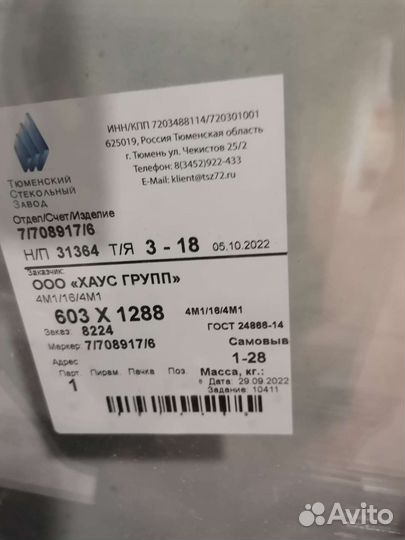 ИНН/КПП 7203488114/720301001
625019, Россия Тюменская область
г. Тюмень ул. Чекистов 25/2
Телефон: 8(3452)922-433
E-Mail: klient@tsz72.ru
Тюменский
Стекольный
Завод
Отдел/Счет/Изделие
7/708917/6
Н/П 31364 Т/Я 3 - 18 05.10.2022
Заказчик:
ООО «ХАУС ГРУПП»
4М1/16/4М1
603 X 1288 4М1/16/4М1
Заказ: 8224 ГОСТ 24866-14
Маркер: 7/708917/6 Самовыв
Адрес: 1-28
Парт. Пирам. Пачка Поз. Масса, кг.:
1 Дата: 29.09.2022
Задание: 10411
Avito